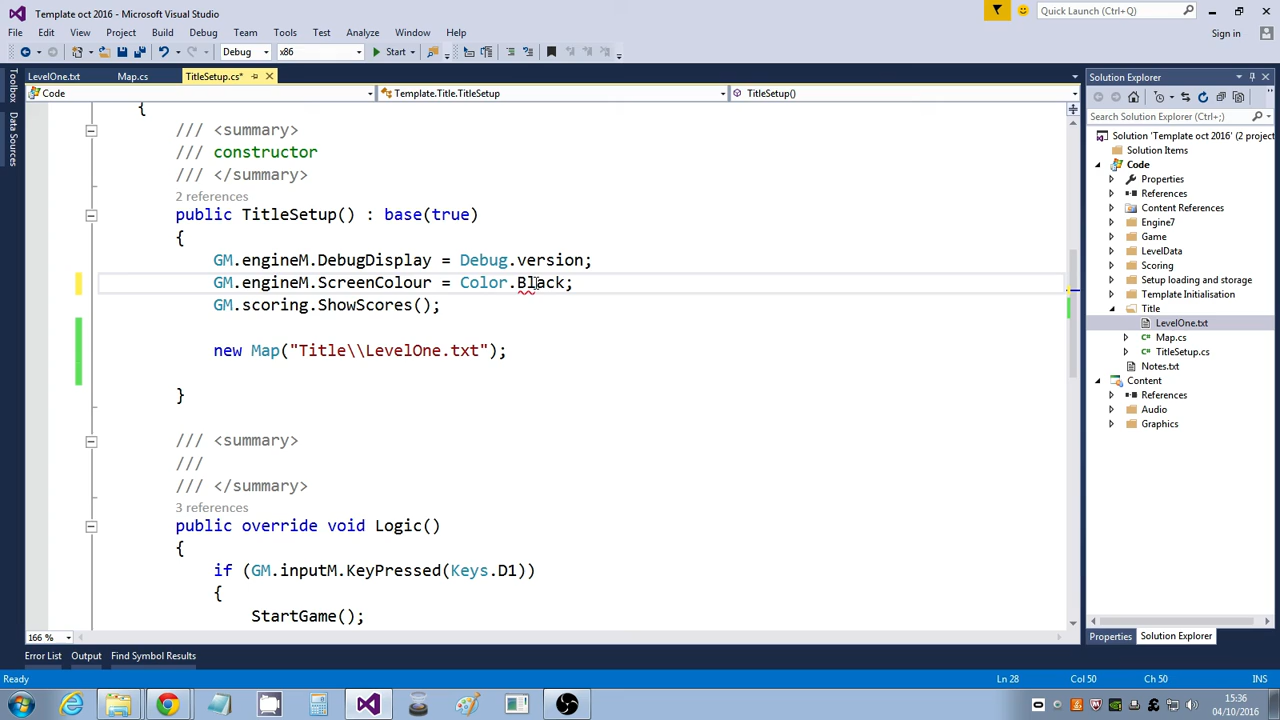 Template oct 2016 - Microsoft Visual Studio
Quick Launch (Ctrl+Q)
File Edit View Project Build Debug Team Tools Test Analyze Window Help
Sign in
Debug x86 Start
LevelOne.txt Map.cs TitleSetup.cs*
Code Template.Title.TitleSetup TitleSetup()
Toolbox
Data Sources
{
/// <summary>
/// constructor
/// </summary>
2 references
public TitleSetup() : base(true)
{
GM.engineM.DebugDisplay = Debug.version;
GM.engineM.ScreenColour = Color.Black;
GM.scoring.ShowScores();
new Map("Title\\LevelOne.txt");
}
/// <summary>
///
/// </summary>
3 references
public override void Logic()
{
if (GM.inputM.KeyPressed(Keys.D1))
{
StartGame();
166 %
Solution Explorer
Search Solution Explorer (Ctrl+;)
Solution 'Template oct 2016' (2 project
Solution Items
Code
Properties
References
Content References
Engine7
Game
LevelData
Scoring
Setup loading and storage
Template Initialisation
Title
LevelOne.txt
Map.cs
TitleSetup.cs
Notes.txt
Content
References
Audio
Graphics
Properties Solution Explorer
Error List Output Find Symbol Results
Ready Ln 28 Col 50 Ch 50 INS
15:36
04/10/2016